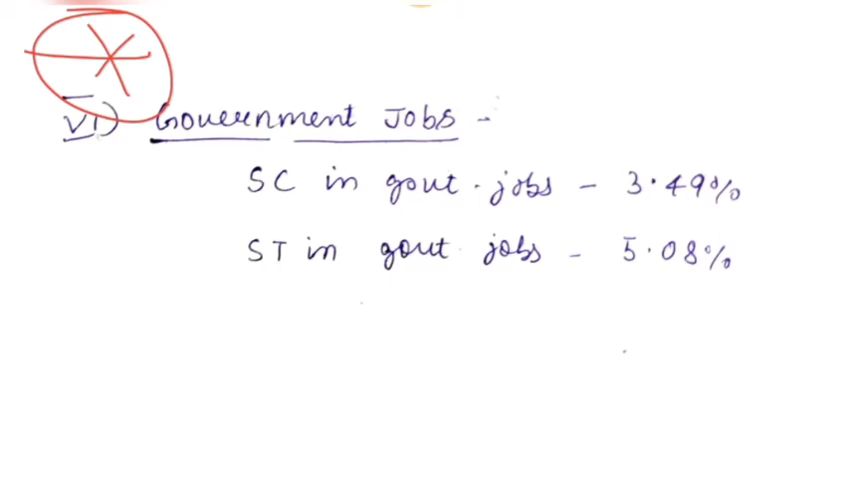 VI) Government Jobs -
SC in govt. jobs - 3.49%
ST in govt jobs - 5.08%